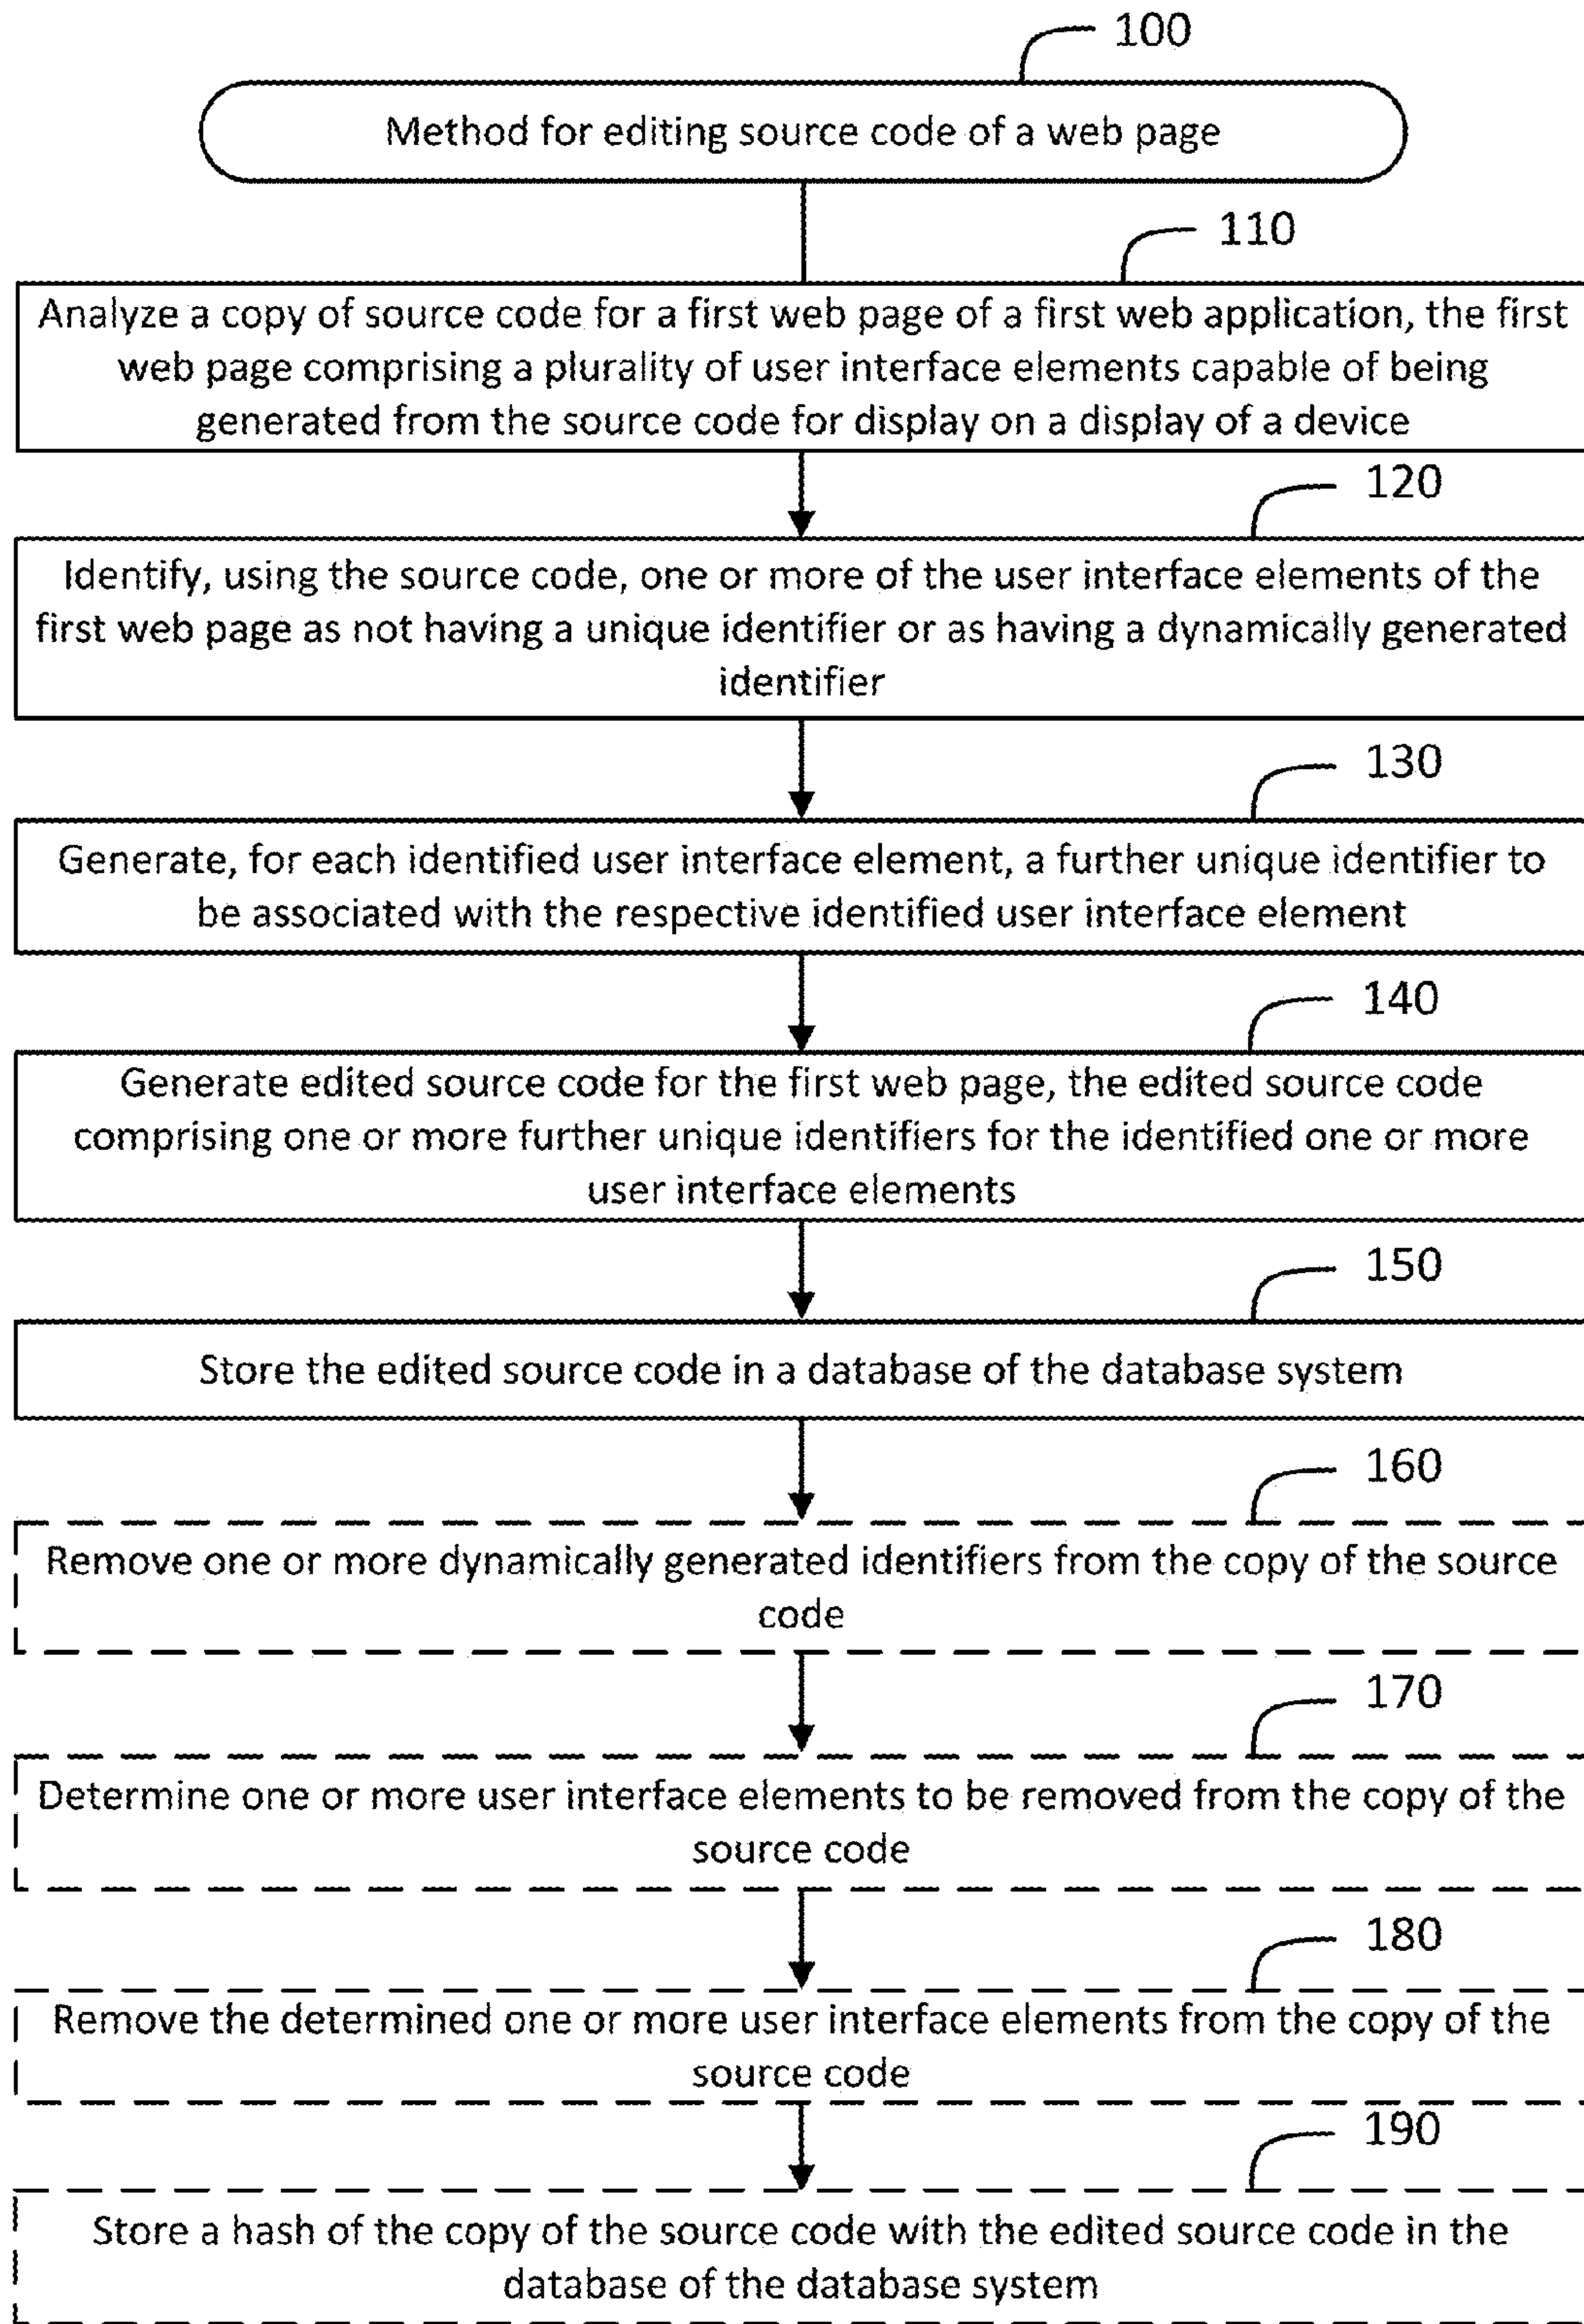 100
Method for editing source code of a web page
110
Analyze a copy of source code for a first web page of a first web application, the first
web page comprising a plurality of user interface elements capable of being
generated from the source code for display on a display of a device
120
Identify, using the source code, one or more of the user interface elements of the
first web page as not having a unique identifier or as having a dynamically generated
identifier
130
Generate, for each identified user interface element, a further unique identifier to
be associated with the respective identified user interface element
140
Generate edited source code for the first web page, the edited source code
comprising one or more further unique identifiers for the identified one or more
user interface elements
150
Store the edited source code in a database of the database system
160
Remove one or more dynamically generated identifiers from the copy of the source
code
170
Determine one or more user interface elements to be removed from the copy of the
source code
180
Remove the determined one or more user interface elements from the copy of the
source code
190
Store a hash of the copy of the source code with the edited source code in the
database of the database system